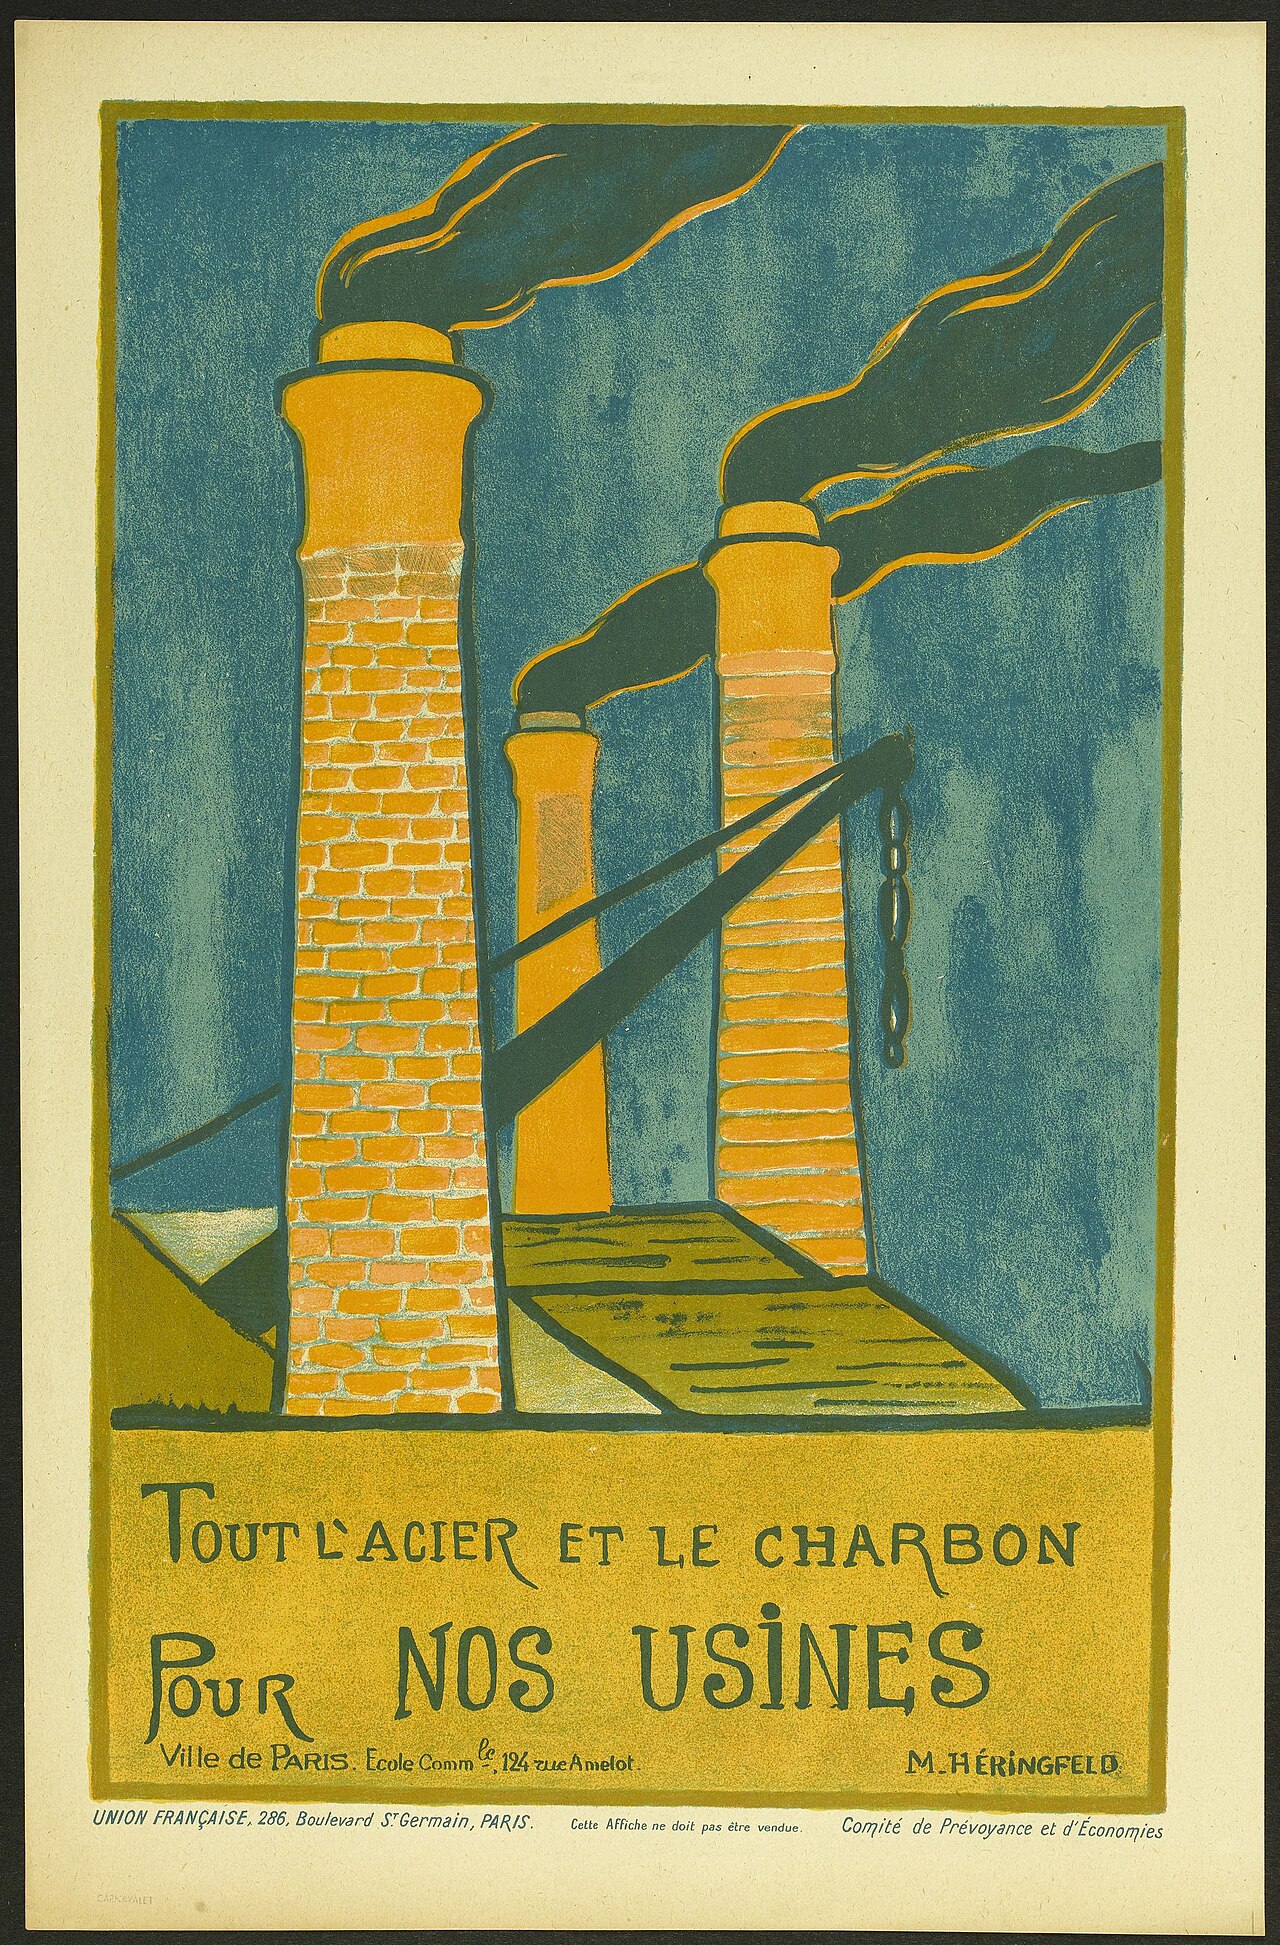 TOUT L'ACIER ET LE CHARBON
POUR NOS USINES
Ville de PARIS. Ecole Comm^le, 124 rue Amelot.
M. HÉRINGFELD
UNION FRANÇAISE, 286, Boulevard S^T Germain, PARIS. Cette Affiche ne doit pas être vendue. Comité de Prévoyance et d'Économies
CARNAVALET